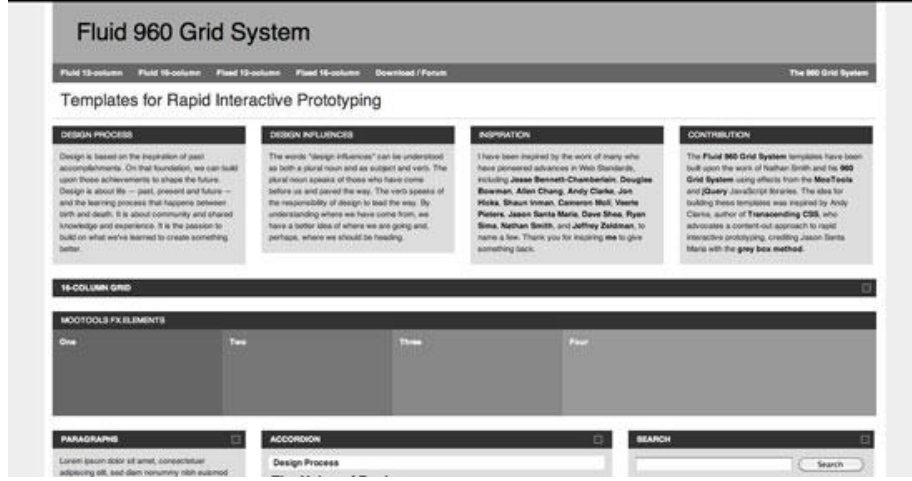 Fluid 960 Grid System
Fluid 12-column Fluid 16-column Fixed 12-column Fixed 16-column Download / Forum The 960 Grid System
Templates for Rapid Interactive Prototyping
DESIGN PROCESS
Design is based on the inspiration of past
accomplishments. On that foundation, we can build
upon those achievements to shape the future.
Design is about life — past, present and future —
and the learning process that happens between
birth and death. It is about community and shared
knowledge and experience. It is the passion to
build on what we've learned to create something
better.
DESIGN INFLUENCES
The words "design influences" can be understood
as both a plural noun and as subject and verb. The
plural noun speaks of those who have come
before us and paved the way. The verb speaks of
the responsibility of design to lead the way. By
understanding where we have come from, we
have a better idea of where we are going and,
perhaps, where we should be heading.
INSPIRATION
I have been inspired by the work of many who
have pioneered advances in Web Standards,
including Jesse Bennett-Chamberlein, Douglas
Bowman, Allen Chang, Andy Clarke, Jon
Hicks, Shaun Inman, Cameron Moll, Veerle
Pieters, Jason Santa Maria, Dave Shea, Ryan
Sims, Nathan Smith, and Jeffrey Zeldman, to
name a few. Thank you for inspiring me to give
something back.
CONTRIBUTION
The Fluid 960 Grid System templates have been
built upon the work of Nathan Smith and his 960
Grid System using effects from the MooTools
and jQuery JavaScript libraries. The idea for
building these templates was inspired by Andy
Clarke, author of Transcending CSS, who
advocates a content-out approach to rapid
interactive prototyping, crediting Jason Santa
Maria with the grey box method.
16-COLUMN GRID
MOOTOOLS FX.ELEMENTS
One Two Three Four
PARAGRAPHS
Lorem ipsum dolor sit amet, consectetuer
adipiscing elit, sed diam nonummy nibh euismod
ACCORDION
Design Process
SEARCH
Search